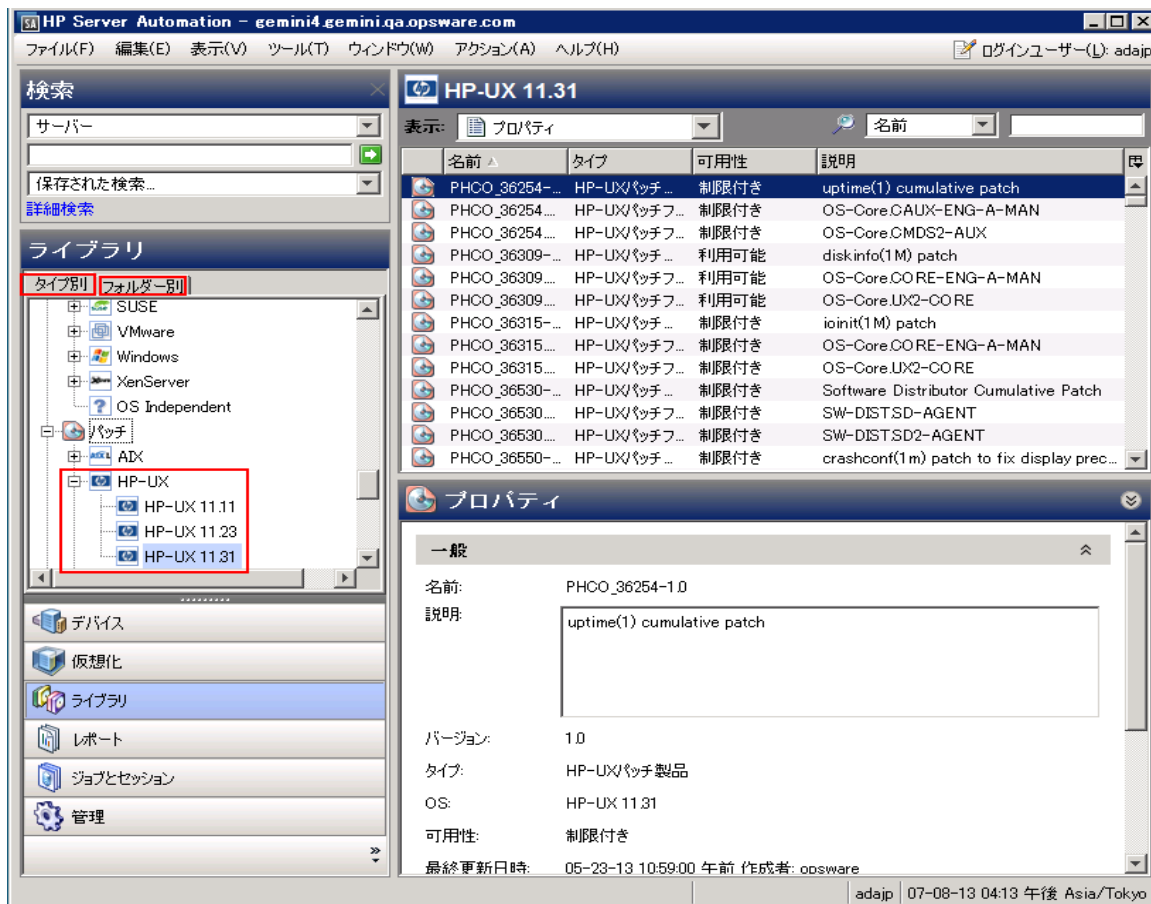 HP Server Automation - gemini4.gemini.qa.opsware.com
ファイル(F) 編集(E) 表示(V) ツール(T) ウィンドウ(W) アクション(A) ヘルプ(H) ログインユーザー(L): adajp
検索
サーバー
保存された検索...
詳細検索
ライブラリ
タイプ別 フォルダー別
SUSE
VMware
Windows
XenServer
OS Independent
パッチ
AIX
HP-UX
HP-UX 11.11
HP-UX 11.23
HP-UX 11.31
デバイス
仮想化
ライブラリ
レポート
ジョブとセッション
管理
HP-UX 11.31
表示: プロパティ 名前
名前 タイプ 可用性 説明
PHCO_36254-... HP-UXパッチ... 制限付き uptime(1) cumulative patch
PHCO_36254.... HP-UXパッチフ... 制限付き OS-Core.CAUX-ENG-A-MAN
PHCO_36254.... HP-UXパッチフ... 制限付き OS-Core.CMDS2-AUX
PHCO_36309-... HP-UXパッチ... 利用可能 diskinfo(1M) patch
PHCO_36309.... HP-UXパッチフ... 利用可能 OS-Core.CORE-ENG-A-MAN
PHCO_36309.... HP-UXパッチフ... 利用可能 OS-Core.UX2-CORE
PHCO_36315-... HP-UXパッチ... 制限付き ioinit(1M) patch
PHCO_36315.... HP-UXパッチフ... 制限付き OS-Core.CORE-ENG-A-MAN
PHCO_36315.... HP-UXパッチフ... 制限付き OS-Core.UX2-CORE
PHCO_36530-... HP-UXパッチ... 制限付き Software Distributor Cumulative Patch
PHCO_36530.... HP-UXパッチフ... 制限付き SW-DIST.SD-AGENT
PHCO_36530.... HP-UXパッチフ... 制限付き SW-DIST.SD2-AGENT
PHCO_36550-... HP-UXパッチ... 制限付き crashconf(1m) patch to fix display prec...
プロパティ
一般
名前: PHCO_36254-1.0
説明: uptime(1) cumulative patch
バージョン: 1.0
タイプ: HP-UXパッチ製品
OS: HP-UX 11.31
可用性: 制限付き
最終更新日時: 05-23-13 10:59:00 午前 作成者: opsware
adajp 07-08-13 04:13 午後 Asia/Tokyo